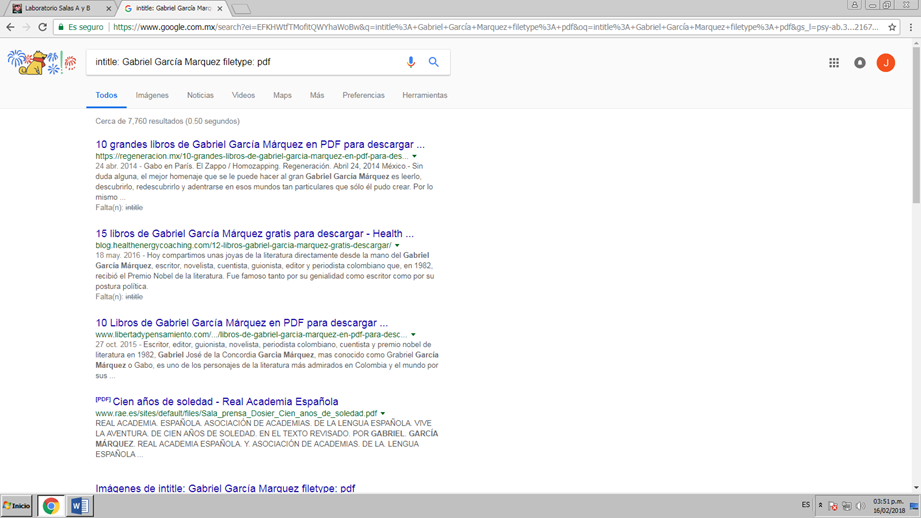 Laboratorio Salas A y B
intitle: Gabriel García Marq
Es seguro
https://www.google.com.mx/search?ei=EFKHWtfTMofitQWYhaWoBw&q=intitle%3A+Gabriel+García+Marquez+filetype%3A+pdf&oq=intitle%3A+Gabriel+García+Marquez+filetype%3A+pdf&gs_l=psy-ab.3...2167...
intitle: Gabriel García Marquez filetype: pdf
J
Todos Imágenes Noticias Videos Maps Más Preferencias Herramientas
Cerca de 7,760 resultados (0.50 segundos)
10 grandes libros de Gabriel García Márquez en PDF para descargar ...
https://regeneracion.mx/10-grandes-libros-de-gabriel-garcia-marquez-en-pdf-para-des...
24 abr. 2014 - Gabo en París. El Zappo / Homozapping. Regeneración. Abril 24, 2014 México.- Sin
duda alguna, el mejor homenaje que se le puede hacer al gran Gabriel García Márquez es leerlo,
descubrirlo, redescubrirlo y adentrarse en esos mundos tan particulares que sólo él pudo crear. Por lo
mismo ...
Falta(n): intitle
15 libros de Gabriel García Márquez gratis para descargar - Health ...
blog.healthenergycoaching.com/12-libros-gabriel-garcia-marquez-gratis-descargar/
18 may. 2016 - Hoy compartimos unas joyas de la literatura directamente desde la mano del Gabriel
García Márquez, escritor, novelista, cuentista, guionista, editor y periodista colombiano que, en 1982,
recibió el Premio Nobel de la literatura. Fue famoso tanto por su genialidad como escritor como por su
postura política.
Falta(n): intitle
10 Libros de Gabriel García Márquez en PDF para descargar ...
www.libertadypensamiento.com/.../libros-de-gabriel-garcia-marquez-en-pdf-para-desc...
27 oct. 2015 - Escritor, editor, guionista, novelista, periodista colombiano, cuentista y premio nobel de
literatura en 1982, Gabriel José de la Concordia García Márquez, mas conocido como Grabriel García
Márquez o Gabo, es uno de los personajes de la literatura más admirados en Colombia y el mundo por
sus ...
[PDF] Cien años de soledad - Real Academia Española
www.rae.es/sites/default/files/Sala_prensa_Dosier_Cien_anos_de_soledad.pdf
REAL ACADEMIA. ESPAÑOLA. ASOCIACIÓN DE ACADEMIAS. DE LA LENGUA ESPAÑOLA. VIVE
LA AVENTURA. DE CIEN AÑOS DE SOLEDAD. EN EL TEXTO REVISADO. POR GABRIEL. GARCÍA
MÁRQUEZ. REAL ACADEMIA ESPAÑOLA. Y. ASOCIACIÓN DE ACADEMIAS. DE LA. LENGUA
ESPAÑOLA ...
Imágenes de intitle: Gabriel García Marquez filetype: pdf
Inicio
ES
03:51 p.m.
16/02/2018